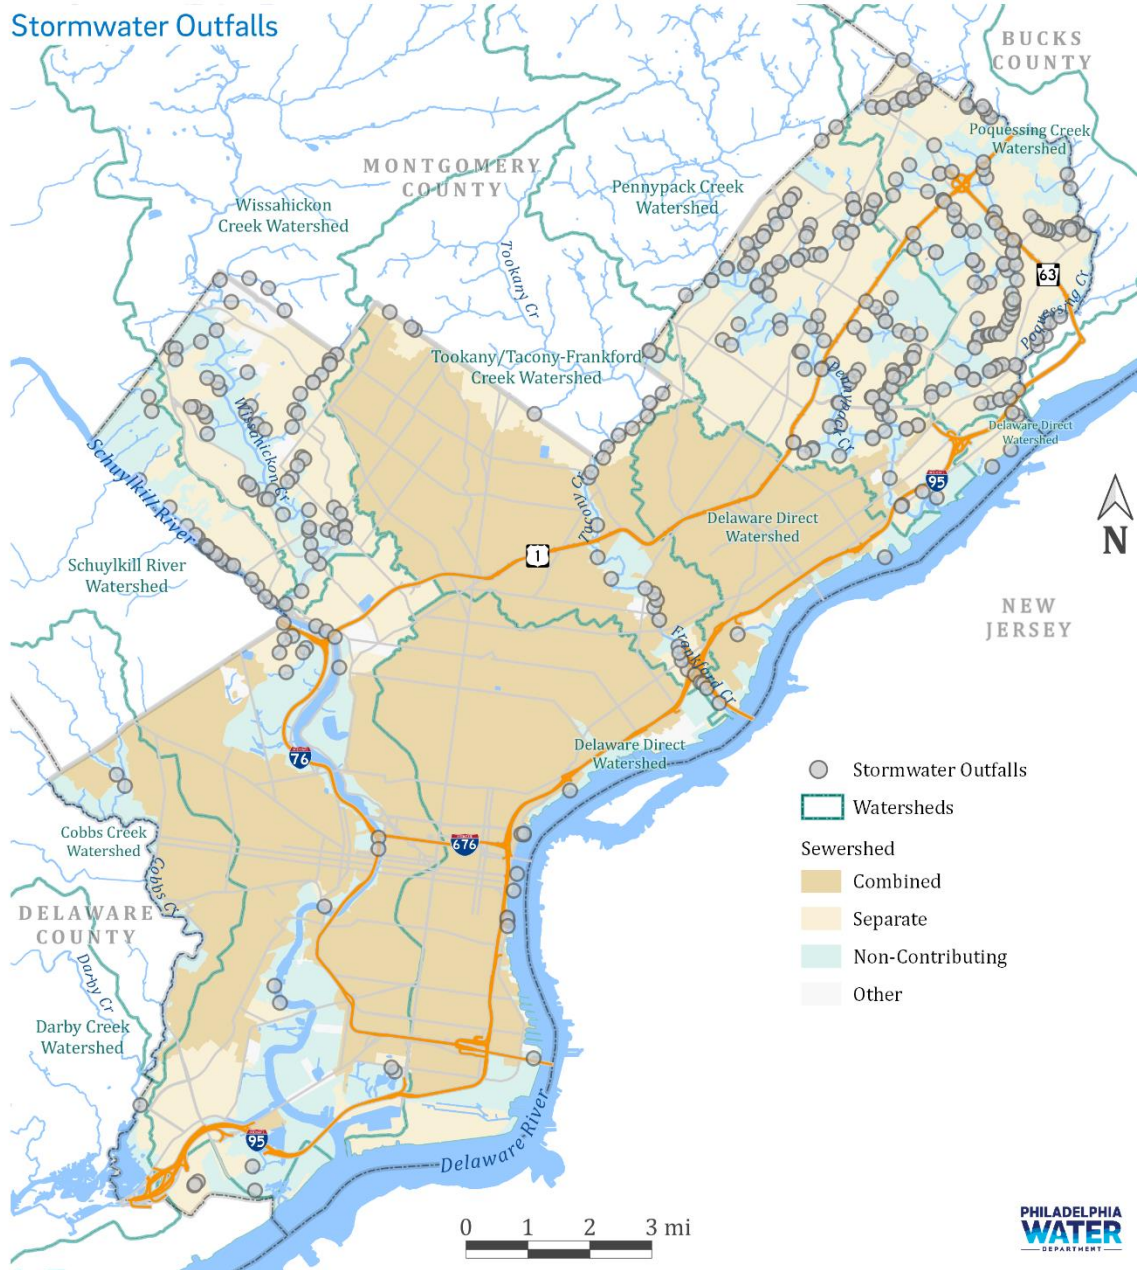 Stormwater Outfalls
BUCKS
COUNTY
Poquessing Creek
Watershed
MONTGOMERY
COUNTY
Pennypack Creek
Watershed
Wissahickon
Creek Watershed
Tookany Cr
63
Poquessing Cr
Tookany/Tacony-Frankford
Creek Watershed
Pennypack Cr
Wissahickon Cr
Delaware Direct
Watershed
Schuylkill River
Tacony Cr
95
Delaware Direct
Watershed
1
N
Schuylkill River
Watershed
NEW
JERSEY
Frankford Cr
Delaware Direct
Watershed
76
Stormwater Outfalls
Watersheds
Sewershed
Combined
Separate
Non-Contributing
Other
Cobbs Creek
Watershed
676
Cobbs Cr
DELAWARE
COUNTY
Darby Cr
Darby Creek
Watershed
95
Delaware River
0 1 2 3 mi
PHILADELPHIA
WATER
DEPARTMENT